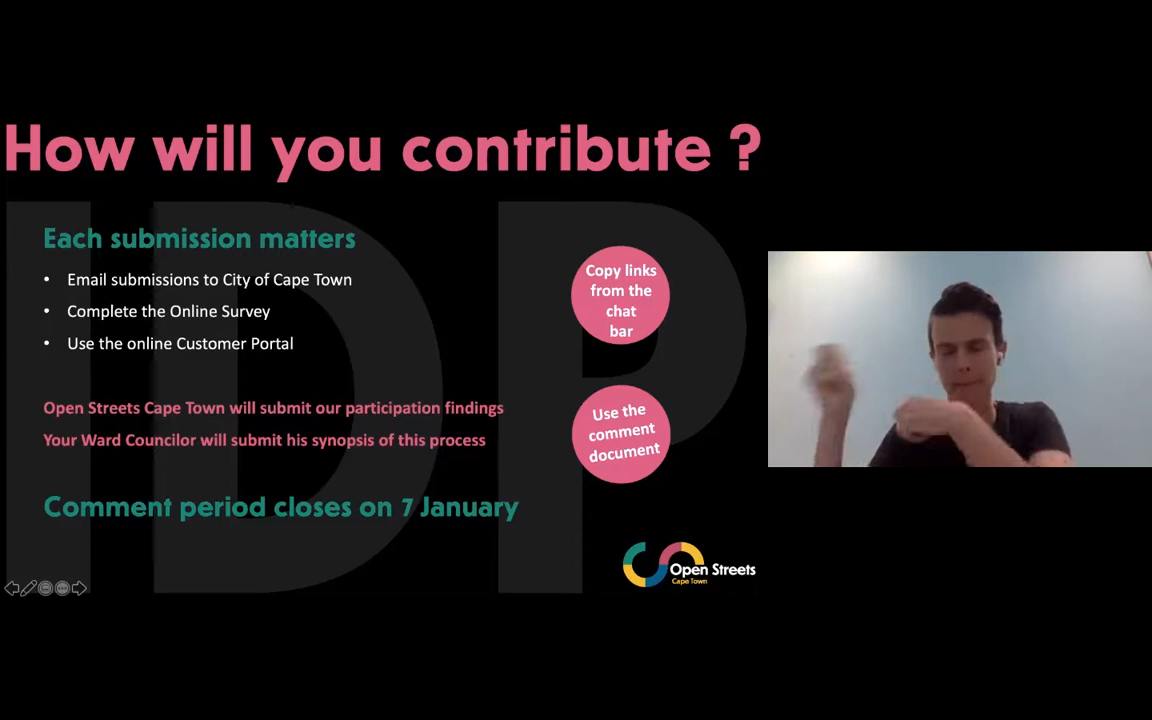 How will you contribute ?
IDP
Each submission matters
• Email submissions to City of Cape Town
• Complete the Online Survey
• Use the online Customer Portal
Open Streets Cape Town will submit our participation findings
Your Ward Councilor will submit his synopsis of this process
Comment period closes on 7 January
Copy links
from the
chat
bar
Use the
comment
document
Open Streets
Cape Town